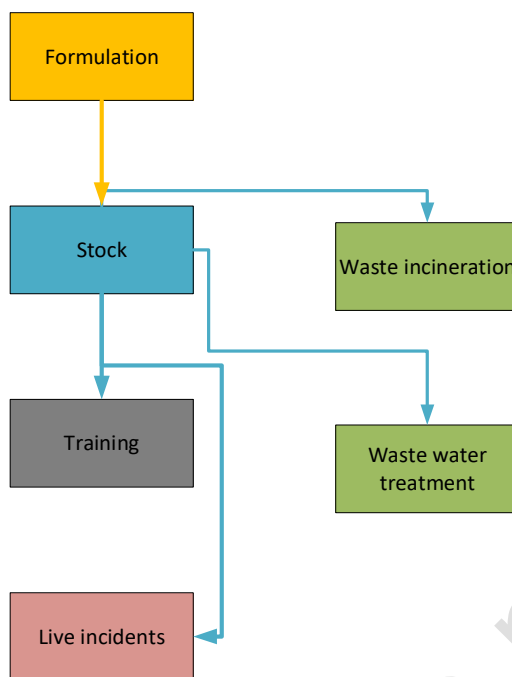 Formulation
Stock
Waste incineration
Training
Waste water
treatment
Live incidents